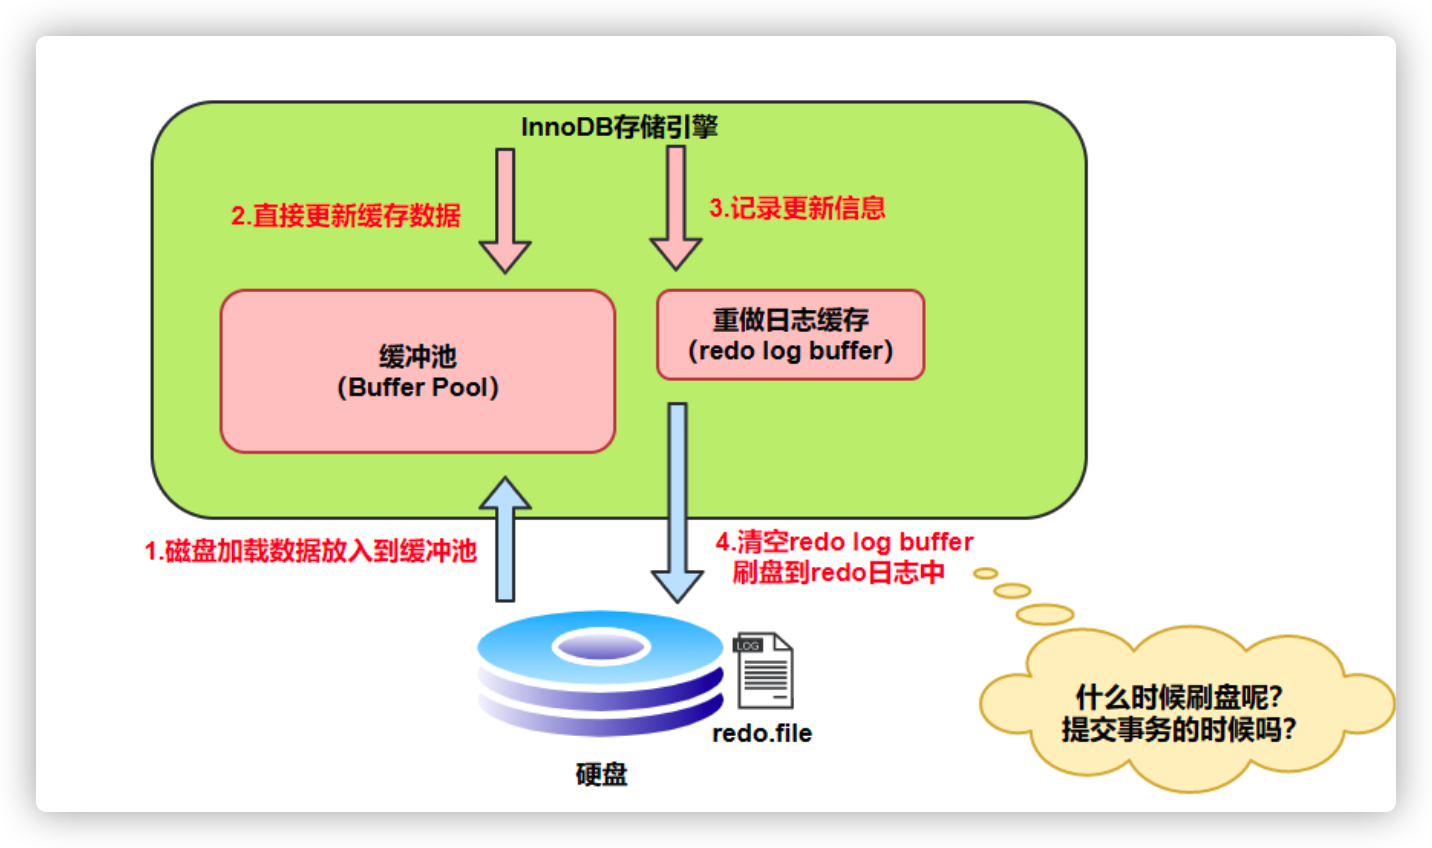 InnoDB存储引擎
2.直接更新缓存数据
3.记录更新信息
缓冲池
（Buffer Pool）
重做日志缓存
（redo log buffer）
1.磁盘加载数据放入到缓冲池
4.清空redo log buffer
刷盘到redo日志中
LOG
redo.file
硬盘
什么时候刷盘呢？
提交事务的时候吗？